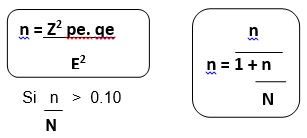 n = Z² pe. qe
E²
Si n > 0.10
N
n
n = 1 + n
N